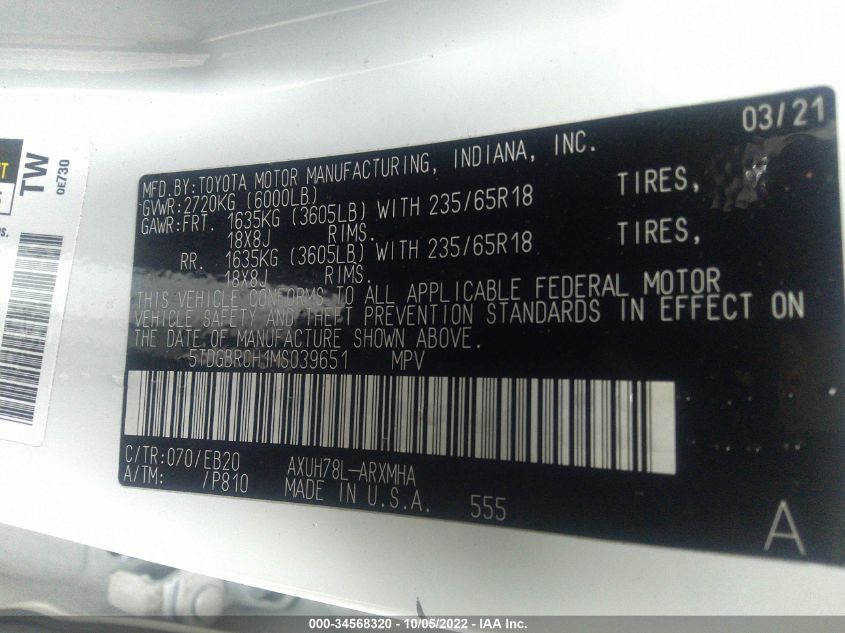 03/21
MFD.BY:TOYOTA MOTOR MANUFACTURING, INDIANA, INC.
GVWR:2720KG (6000LB)
GAWR:FRT. 1635KG (3605LB) WITH 235/65R18 TIRES,
18X8J RIMS.
RR. 1635KG (3605LB) WITH 235/65R18 TIRES,
18X8J RIMS.
THIS VEHICLE CONFORMS TO ALL APPLICABLE FEDERAL MOTOR
VEHICLE SAFETY AND THEFT PREVENTION STANDARDS IN EFFECT ON
THE DATE OF MANUFACTURE SHOWN ABOVE.
5TDGBRCH1MS039651 MPV
C/TR:070/EB20 AXUH78L-ARXMHA
A/TM: /P810 MADE IN U.S.A. 555
A
TW
0E730
000-34568320 - 10/05/2022 - IAA Inc.